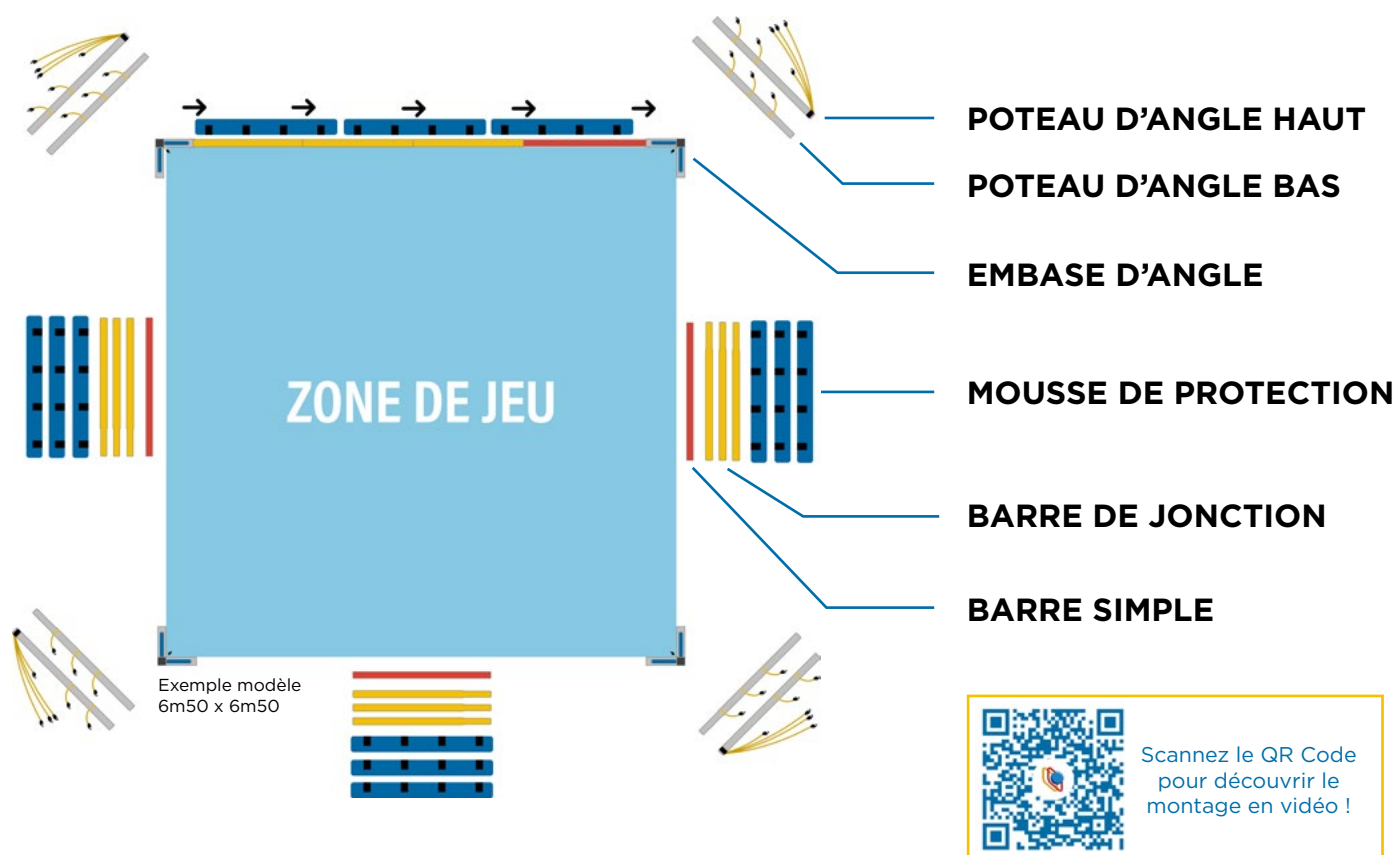 POTEAU D’ANGLE HAUT
POTEAU D’ANGLE BAS
EMBASE D’ANGLE
ZONE DE JEU
MOUSSE DE PROTECTION
BARRE DE JONCTION
BARRE SIMPLE
Exemple modèle
6m50 x 6m50
Scannez le QR Code
pour découvrir le
montage en vidéo !